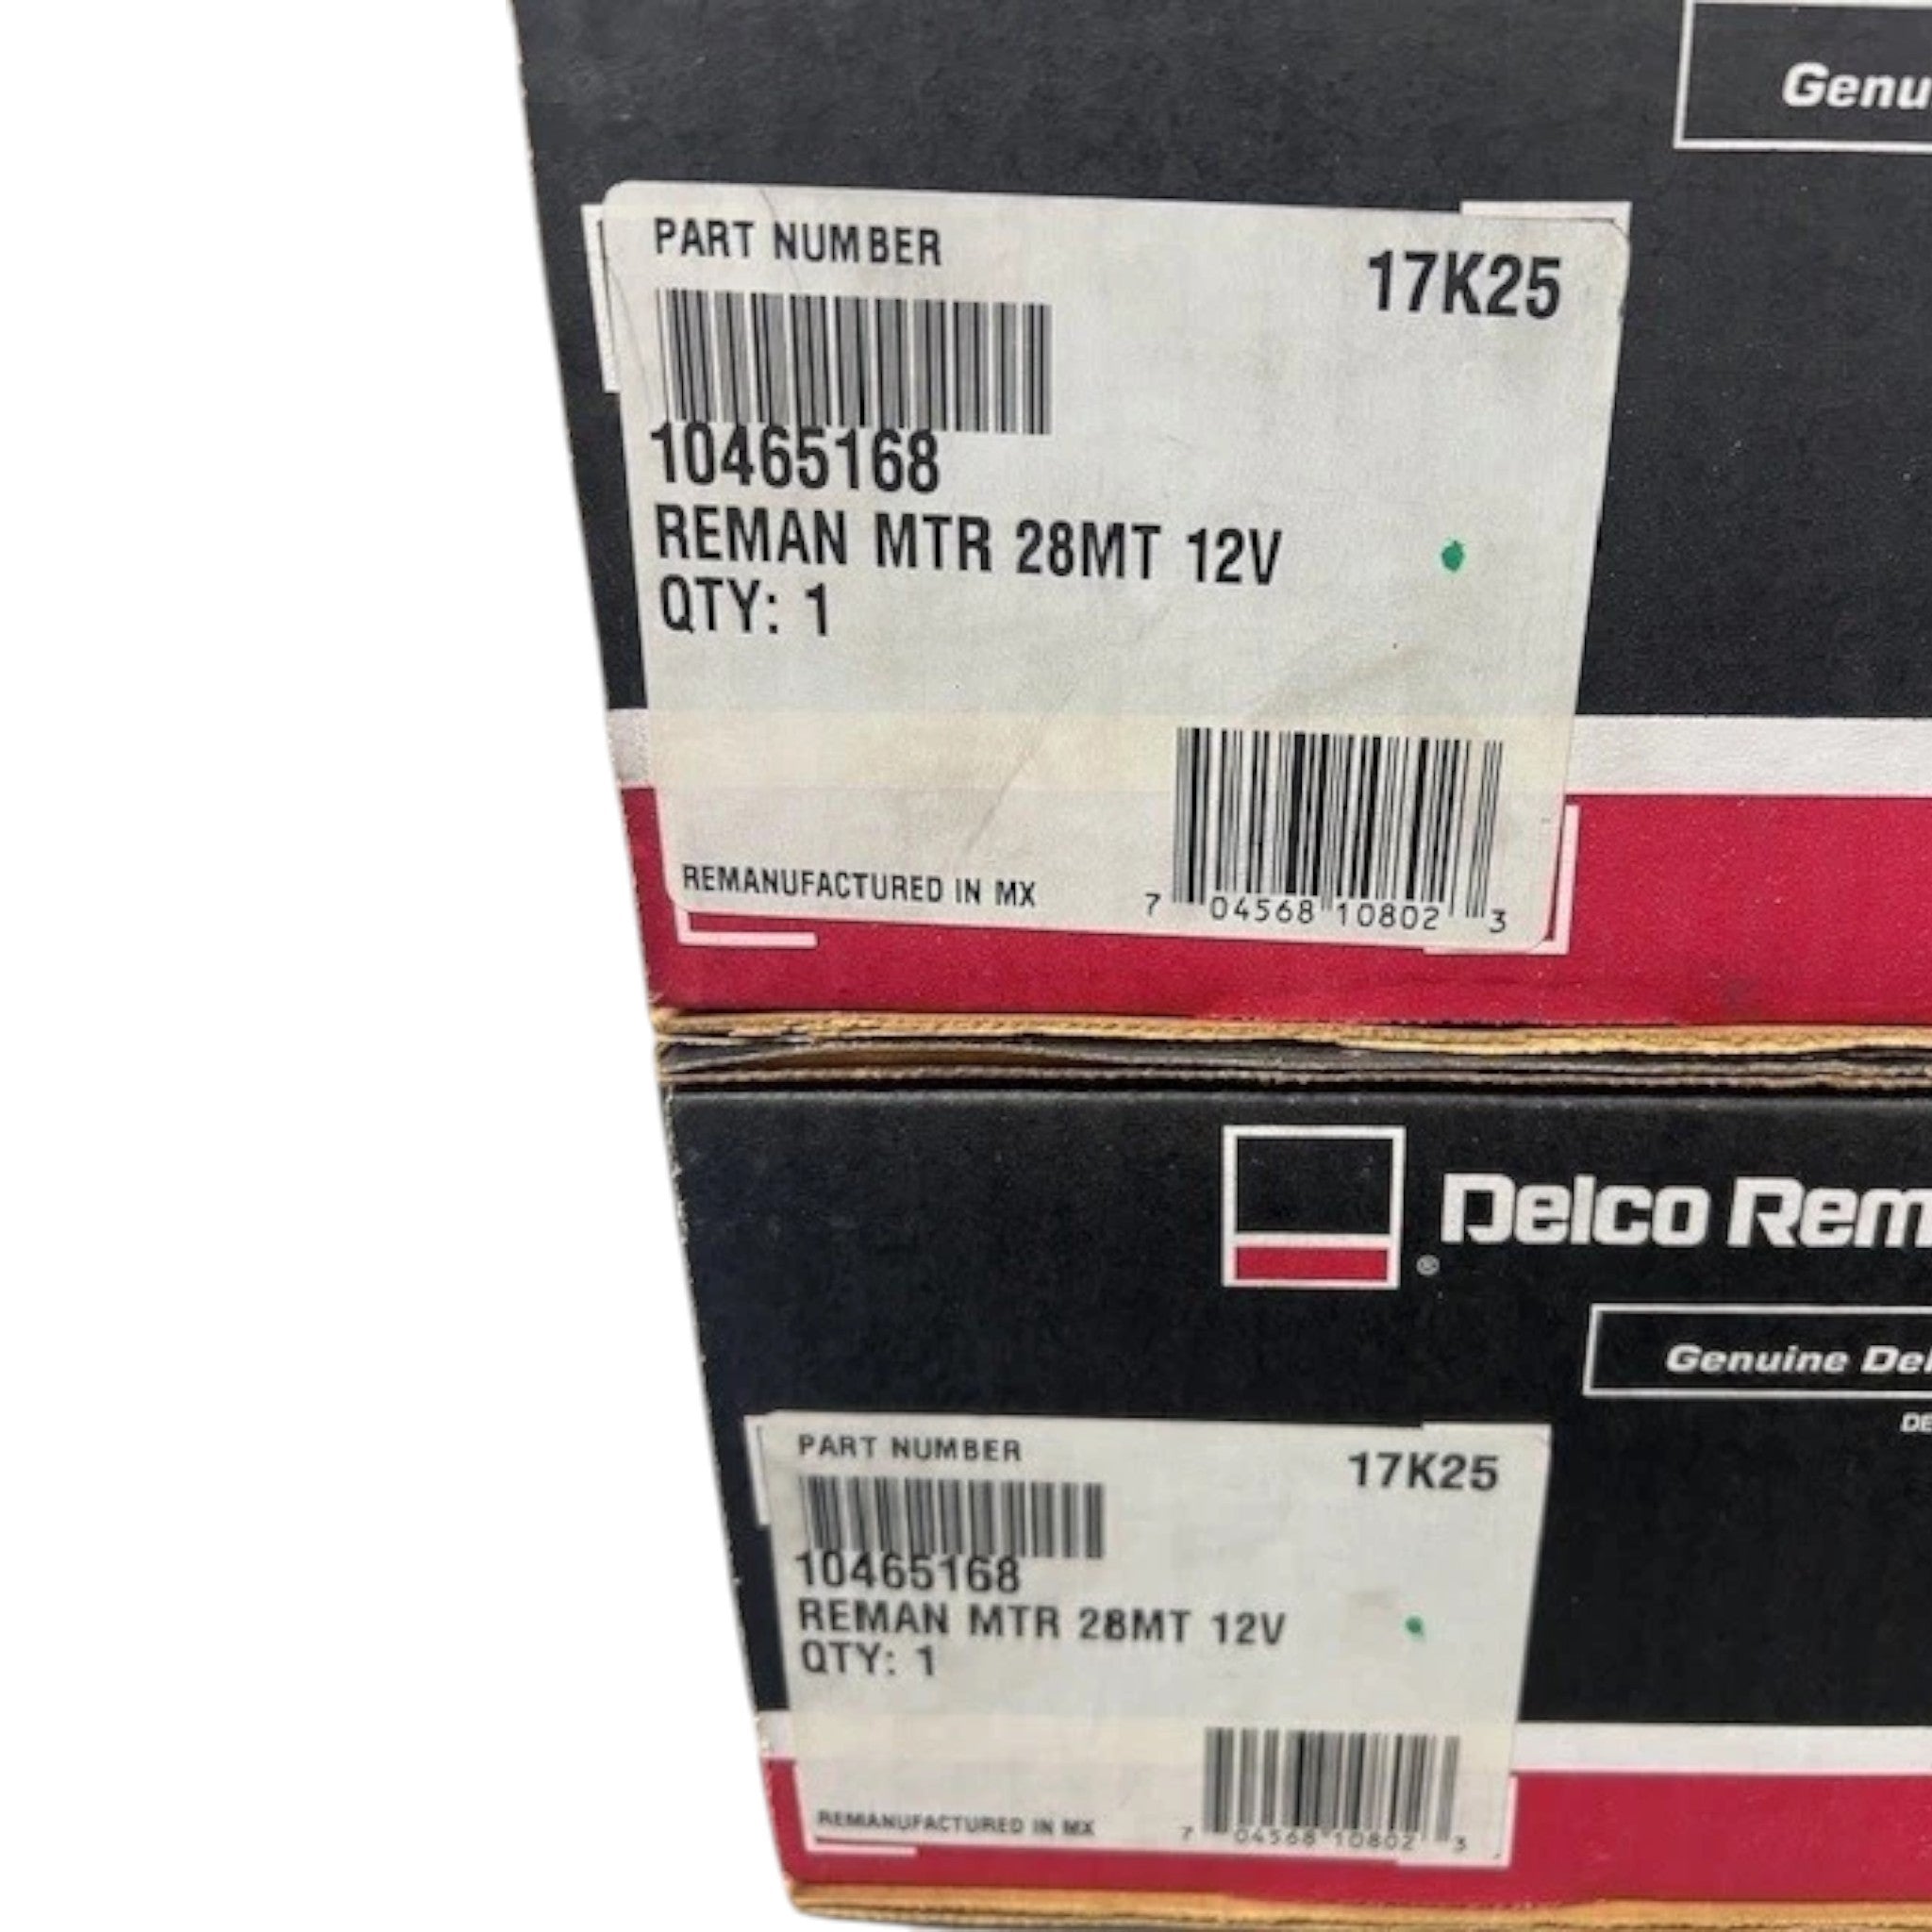 Genu
PART NUMBER
17K25
10465168
REMAN MTR 28MT 12V
QTY: 1
REMANUFACTURED IN MX
7 04568 10802 3
Delco Rem
®
Genuine Del
DE
PART NUMBER
17K25
10465168
REMAN MTR 28MT 12V
QTY: 1
REMANUFACTURED IN MX
7 04568 10802 3